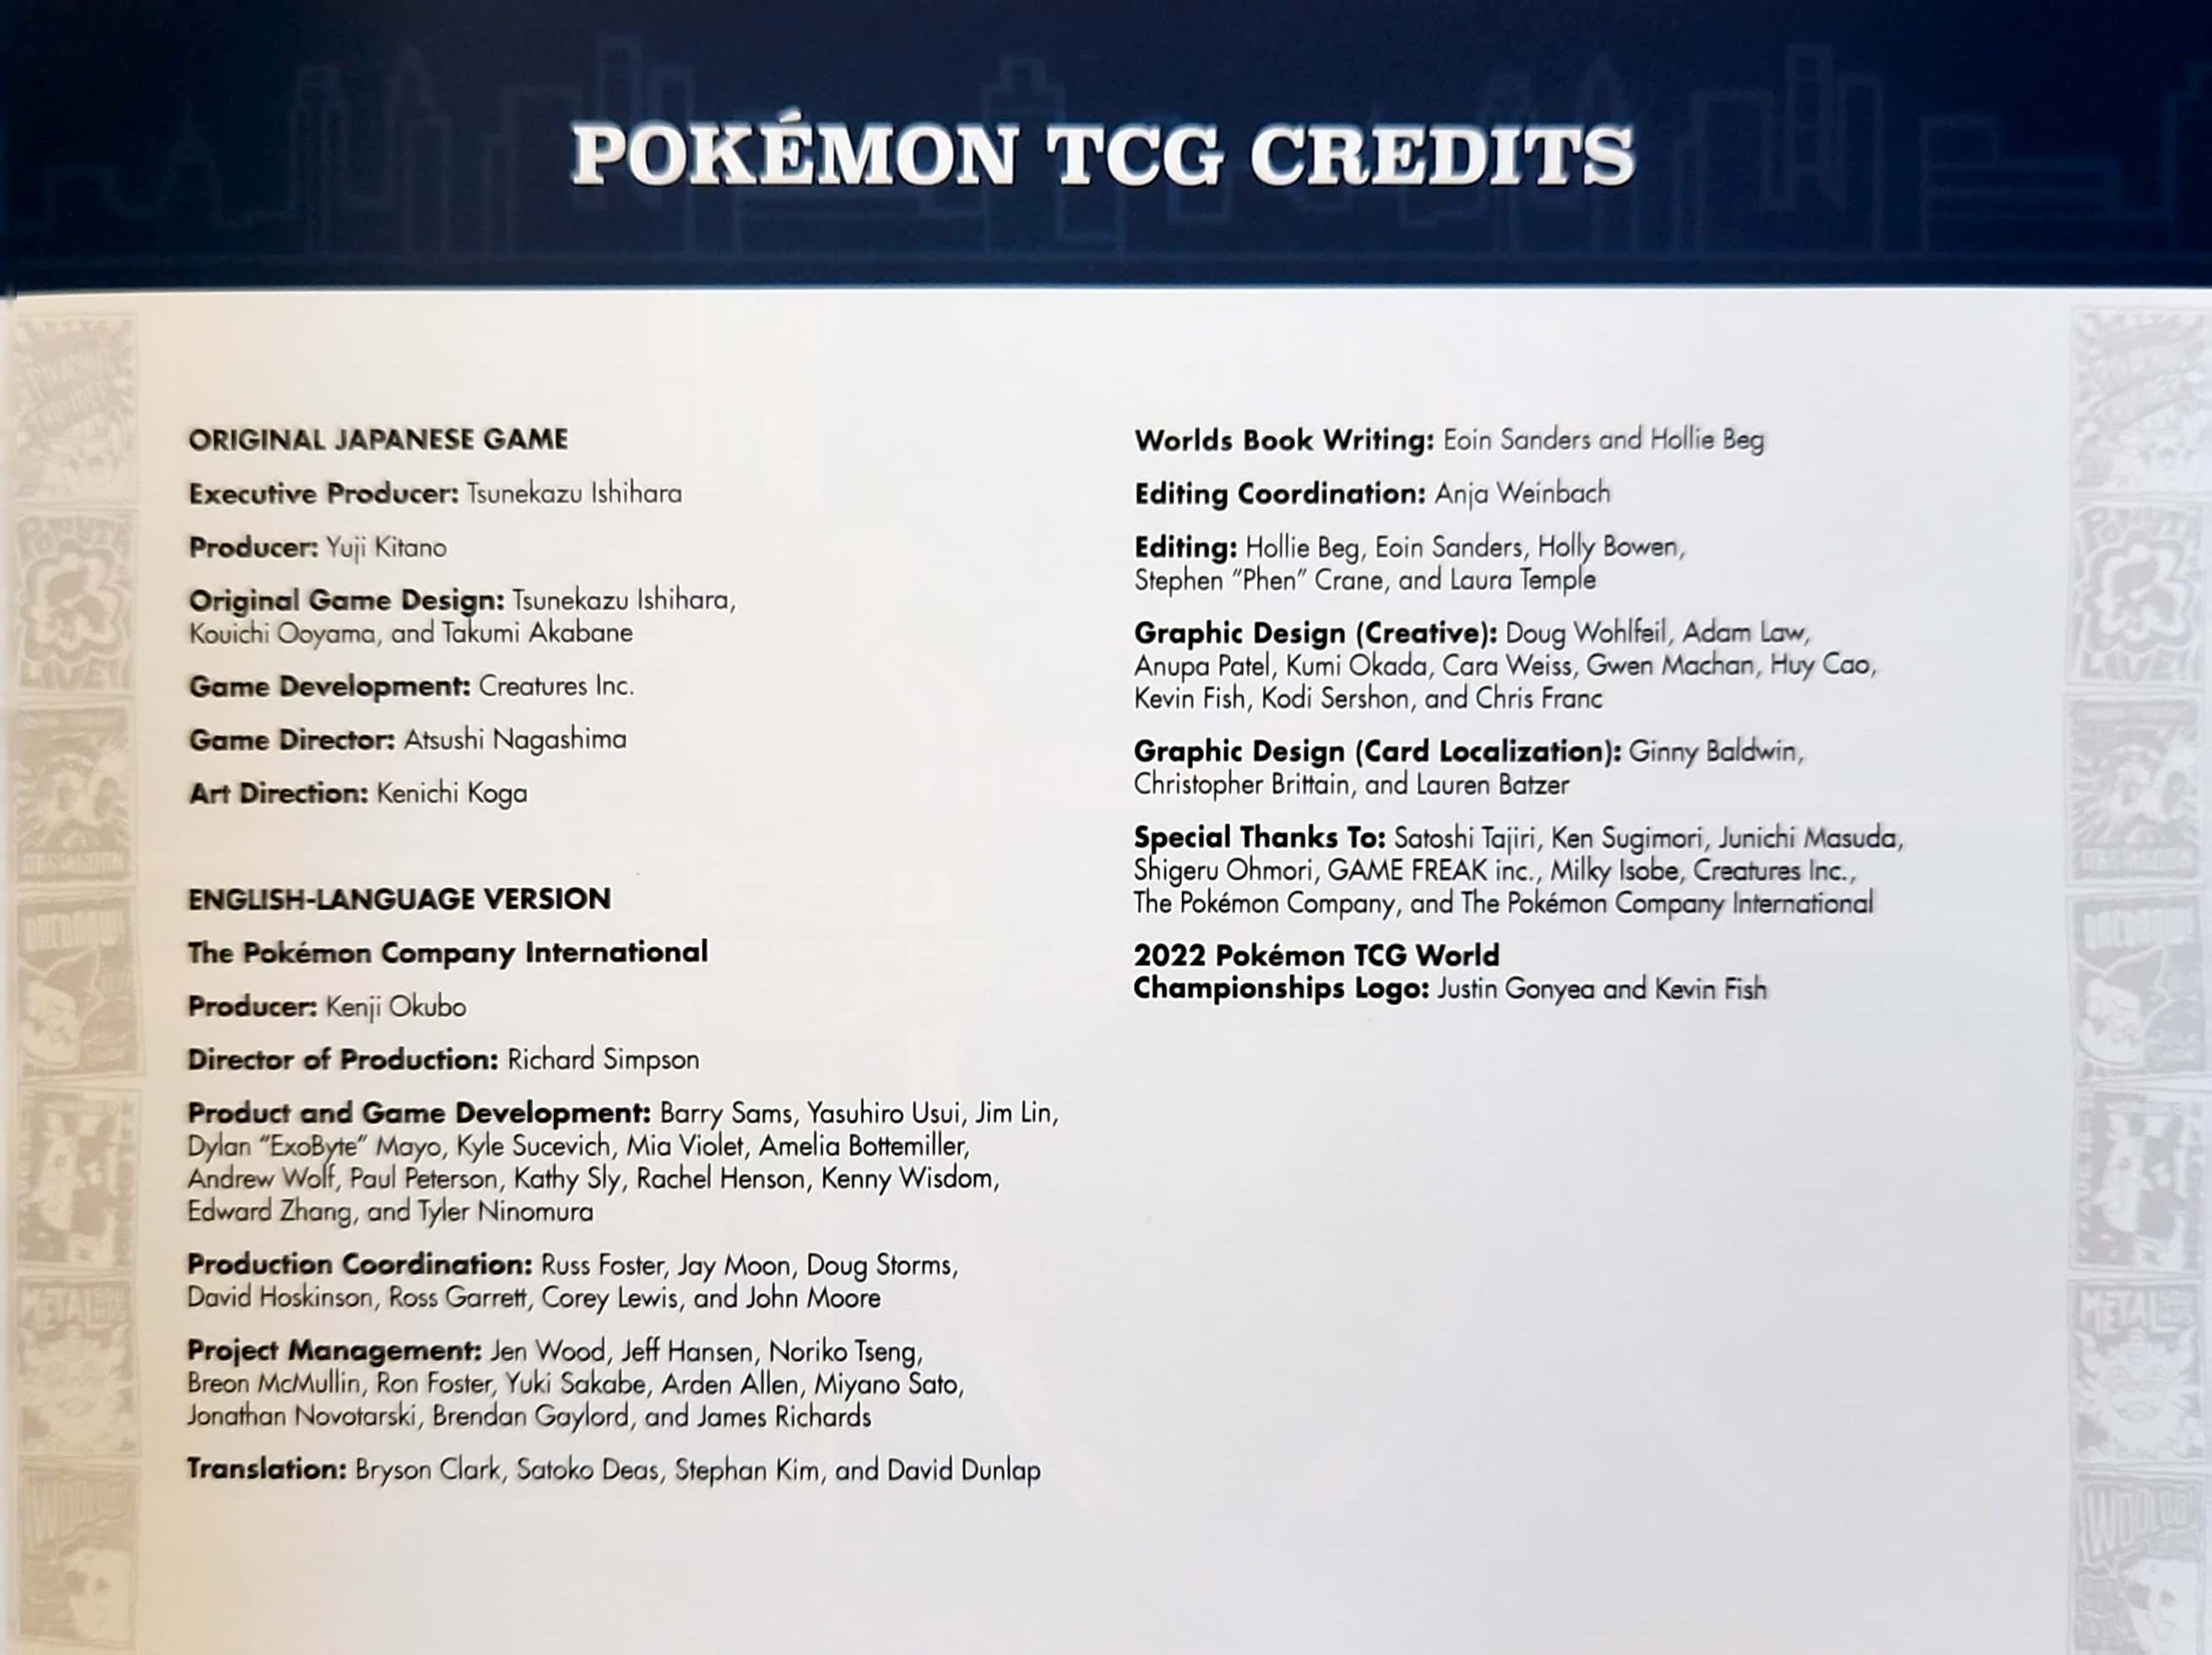 POKÉMON TCG CREDITS
ORIGINAL JAPANESE GAME
Executive Producer: Tsunekazu Ishihara
Producer: Yuji Kitano
Original Game Design: Tsunekazu Ishihara,
Kouichi Ooyama, and Takumi Akabane
Game Development: Creatures Inc.
Game Director: Atsushi Nagashima
Art Direction: Kenichi Koga
ENGLISH-LANGUAGE VERSION
The Pokémon Company International
Producer: Kenji Okubo
Director of Production: Richard Simpson
Product and Game Development: Barry Sams, Yasuhiro Usui, Jim Lin,
Dylan “ExoByte” Mayo, Kyle Sucevich, Mia Violet, Amelia Bottemiller,
Andrew Wolf, Paul Peterson, Kathy Sly, Rachel Henson, Kenny Wisdom,
Edward Zhang, and Tyler Ninomura
Production Coordination: Russ Foster, Jay Moon, Doug Storms,
David Hoskinson, Ross Garrett, Corey Lewis, and John Moore
Project Management: Jen Wood, Jeff Hansen, Noriko Tseng,
Breon McMullin, Ron Foster, Yuki Sakabe, Arden Allen, Miyano Sato,
Jonathan Novotarski, Brendan Gaylord, and James Richards
Translation: Bryson Clark, Satoko Deas, Stephan Kim, and David Dunlap
Worlds Book Writing: Eoin Sanders and Hollie Beg
Editing Coordination: Anja Weinbach
Editing: Hollie Beg, Eoin Sanders, Holly Bowen,
Stephen “Phen” Crane, and Laura Temple
Graphic Design (Creative): Doug Wohlfeil, Adam Law,
Anupa Patel, Kumi Okada, Cara Weiss, Gwen Machan, Huy Cao,
Kevin Fish, Kodi Sershon, and Chris Franc
Graphic Design (Card Localization): Ginny Baldwin,
Christopher Brittain, and Lauren Batzer
Special Thanks To: Satoshi Tajiri, Ken Sugimori, Junichi Masuda,
Shigeru Ohmori, GAME FREAK inc., Milky Isobe, Creatures Inc.,
The Pokémon Company, and The Pokémon Company International
2022 Pokémon TCG World
Championships Logo: Justin Gonyea and Kevin Fish
LIVE!
METAL
LIVE!
METAL